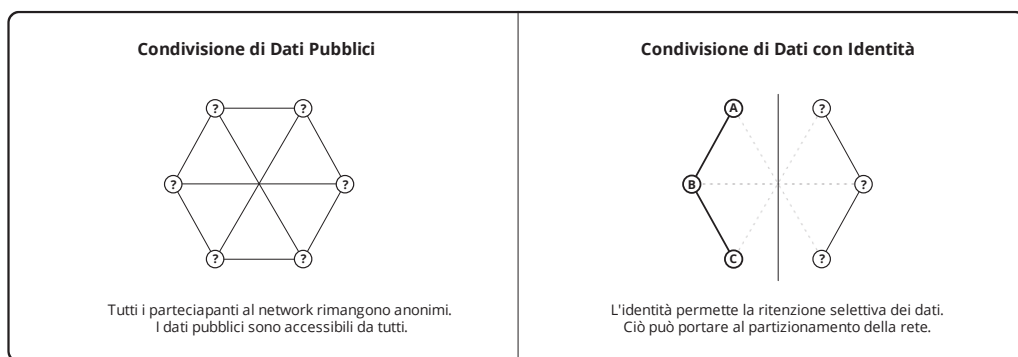 Condivisione di Dati Pubblici
?
?
?
?
?
?
Tutti i parteciapanti al network rimangono anonimi.
I dati pubblici sono accessibili da tutti.
Condivisione di Dati con Identità
A
?
B
?
C
?
L'identità permette la ritenzione selettiva dei dati.
Ciò può portare al partizionamento della rete.